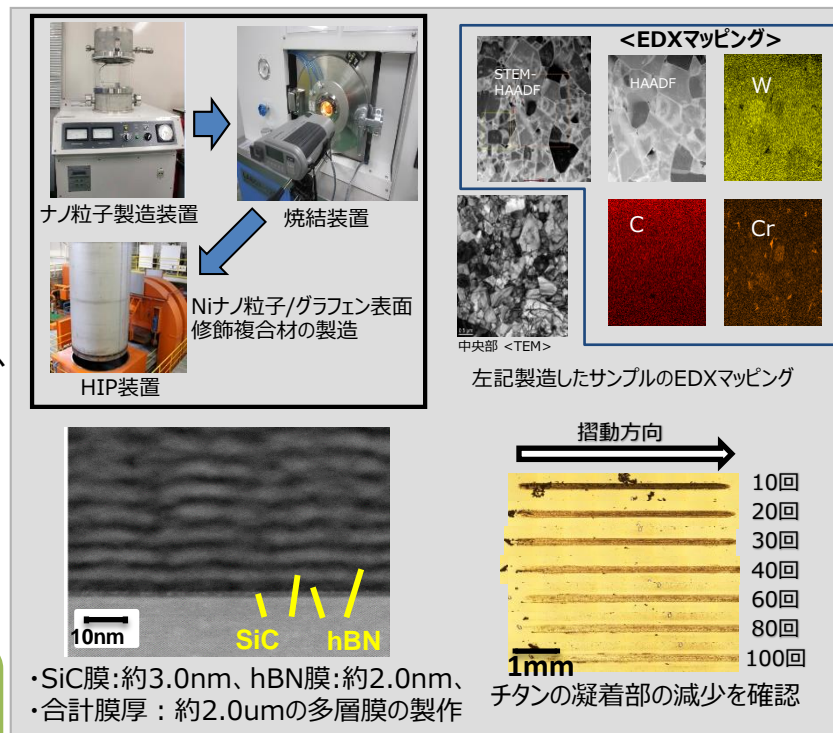 ナノ粒子製造装置
焼結装置
HIP装置
Niナノ粒子/グラフェン表面
修飾複合材の製造
<EDXマッピング>
STEM-
HAADF
HAADF
W
C
Cr
中央部 <TEM>
左記製造したサンプルのEDXマッピング
10nm
SiC
hBN
・SiC膜:約3.0nm、hBN膜:約2.0nm、
・合計膜厚：約2.0umの多層膜の製作
摺動方向
10回
20回
30回
40回
60回
80回
100回
1mm
チタンの凝着部の減少を確認